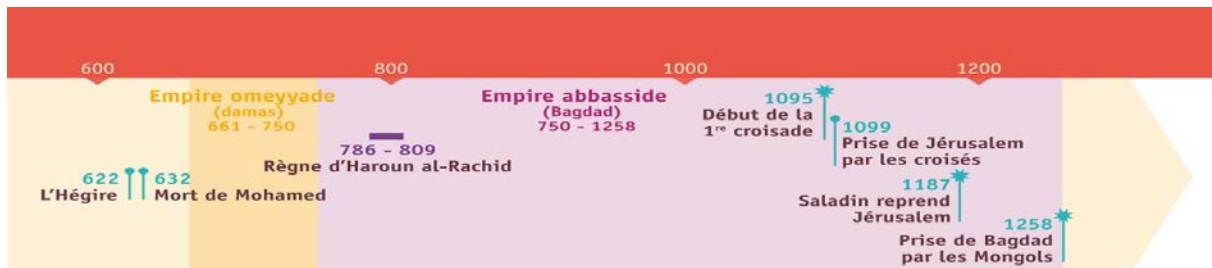 600
800
1000
1200
Empire omeyyade
(damas)
661 - 750
Empire abbasside
(Bagdad)
750 - 1258
786 - 809
Règne d'Haroun al-Rachid
622
L'Hégire
632
Mort de Mohamed
1095
Début de la
1re croisade
1099
Prise de Jérusalem
par les croisés
1187
Saladin reprend
Jérusalem
1258
Prise de Bagdad
par les Mongols